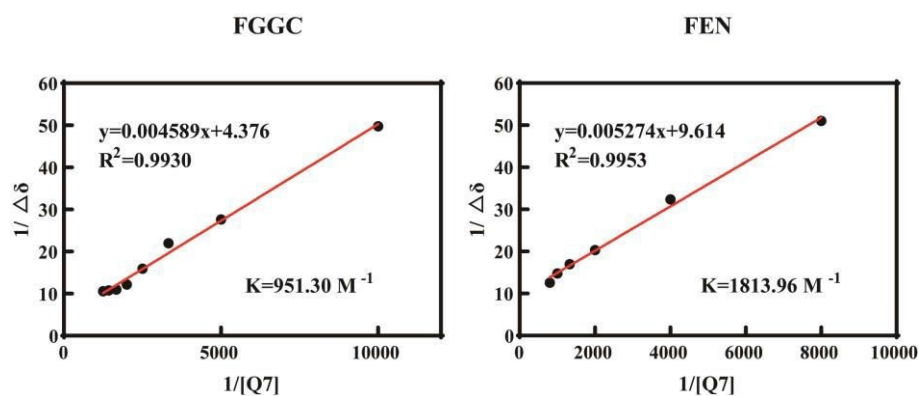 FGGC
60
50
40
30
20
10
0
1/ △δ
y=0.004589x+4.376
R²=0.9930
K=951.30 M ⁻¹
0 5000 10000
1/[Q7]
FEN
60
50
40
30
20
10
0
1/ △δ
y=0.005274x+9.614
R²=0.9953
K=1813.96 M ⁻¹
0 2000 4000 6000 8000 10000
1/[Q7]